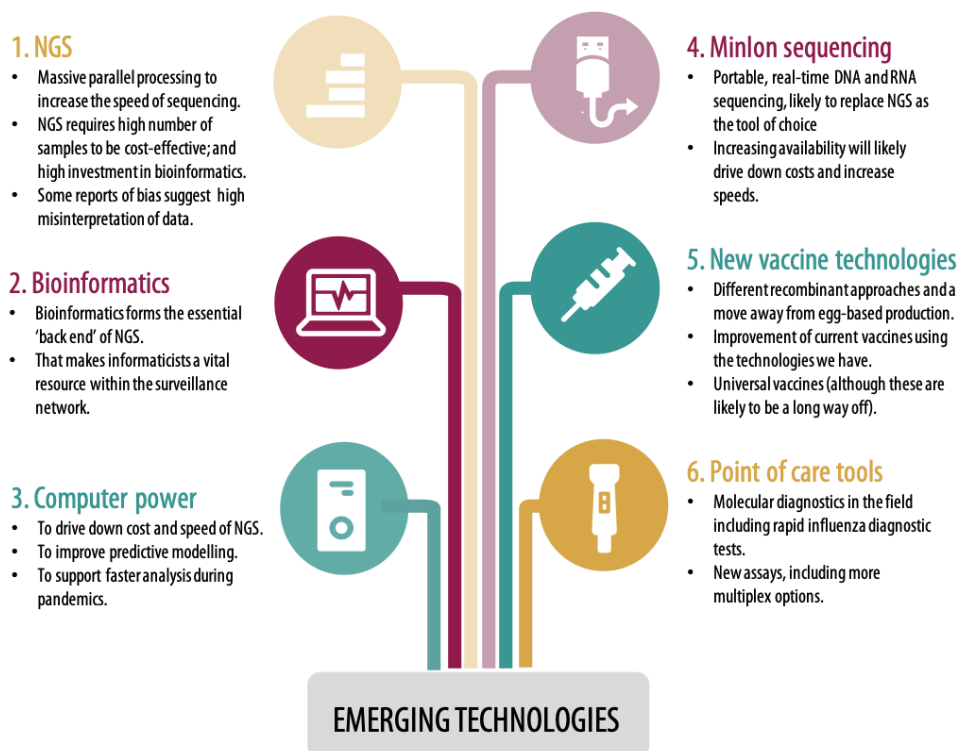 1. NGS
• Massive parallel processing to
increase the speed of sequencing.
• NGS requires high number of
samples to be cost-effective; and
high investment in bioinformatics.
• Some reports of bias suggest high
misinterpretation of data.
2. Bioinformatics
• Bioinformatics forms the essential
‘back end’ of NGS.
• That makes informaticists a vital
resource within the surveillance
network.
3. Computer power
• To drive down cost and speed of NGS.
• To improve predictive modelling.
• To support faster analysis during
pandemics.
4. MinIon sequencing
• Portable, real-time DNA and RNA
sequencing, likely to replace NGS as
the tool of choice
• Increasing availability will likely
drive down costs and increase
speeds.
5. New vaccine technologies
• Different recombinant approaches and a
move away from egg-based production.
• Improvement of current vaccines using
the technologies we have.
• Universal vaccines (although these are
likely to be a long way off).
6. Point of care tools
• Molecular diagnostics in the field
including rapid influenza diagnostic
tests.
• New assays, including more
multiplex options.
EMERGING TECHNOLOGIES